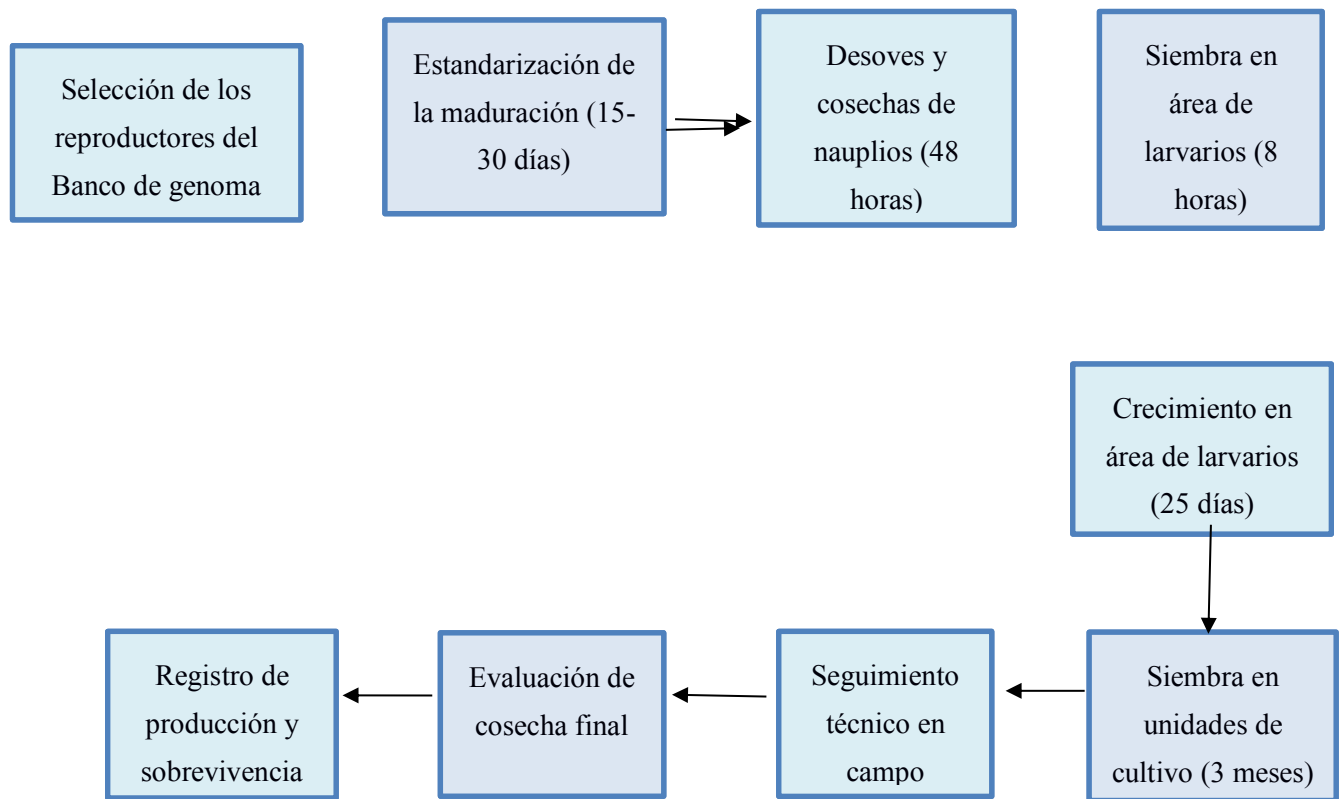 Selección de los
reproductores del
Banco de genoma
Estandarización de
la maduración (15-
30 días)
Desoves y
cosechas de
nauplios (48
horas)
Siembra en
área de
larvarios (8
horas)
Crecimiento en
área de larvarios
(25 días)
Siembra en
unidades de
cultivo (3 meses)
Seguimiento
técnico en
campo
Evaluación de
cosecha final
Registro de
producción y
sobrevivencia